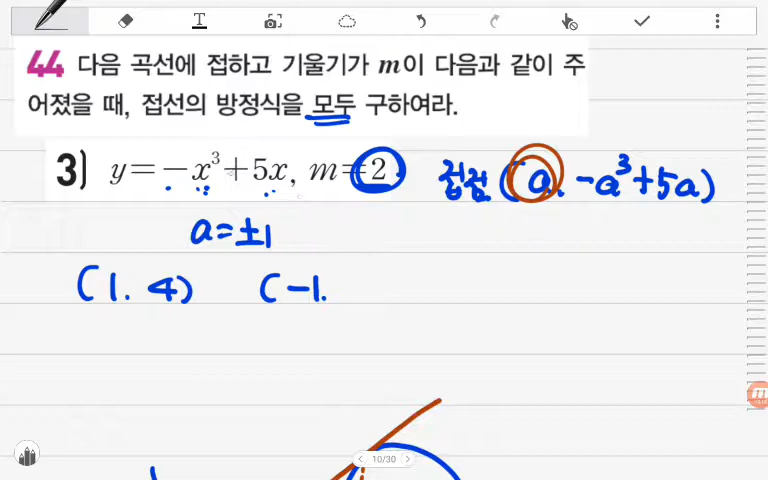 44 다음 곡선에 접하고 기울기가 m이 다음과 같이 주
어졌을 때, 접선의 방정식을 모두 구하여라.
3) y=-x³+5x, m=2 접점 (a, -a³+5a)
a=±1
(1. 4) (-1.
10/30